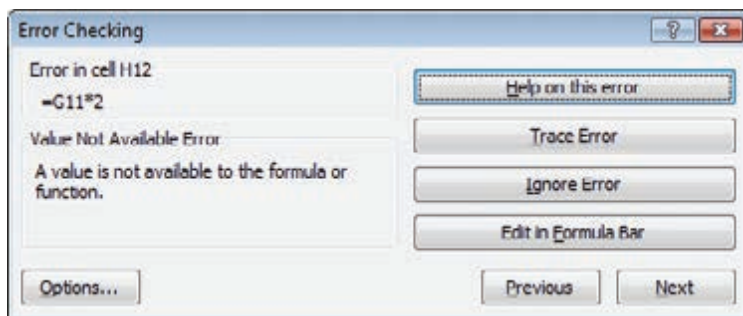 Error Checking
Error in cell H12
=G11*2
Value Not Available Error
A value is not available to the formula or
function.
Help on this error
Trace Error
Ignore Error
Edit in Formula Bar
Options...
Previous
Next